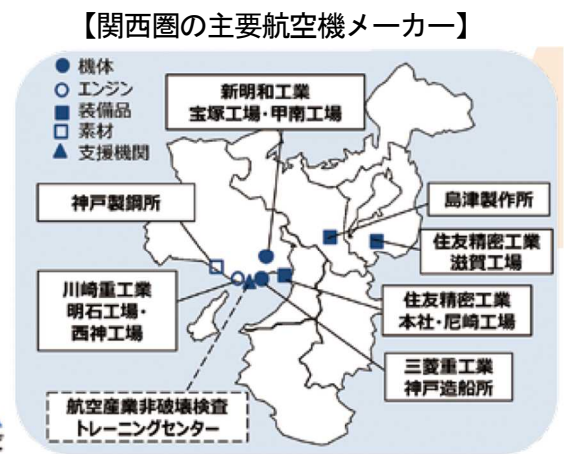 【関西圏の主要航空機メーカー】
機体
エンジン
装備品
素材
支援機関
新明和工業
宝塚工場・甲南工場
神戸製鋼所
島津製作所
住友精密工業
滋賀工場
川崎重工業
明石工場・
西神工場
住友精密工業
本社・尼崎工場
三菱重工業
神戸造船所
航空産業非破壊検査
トレーニングセンター